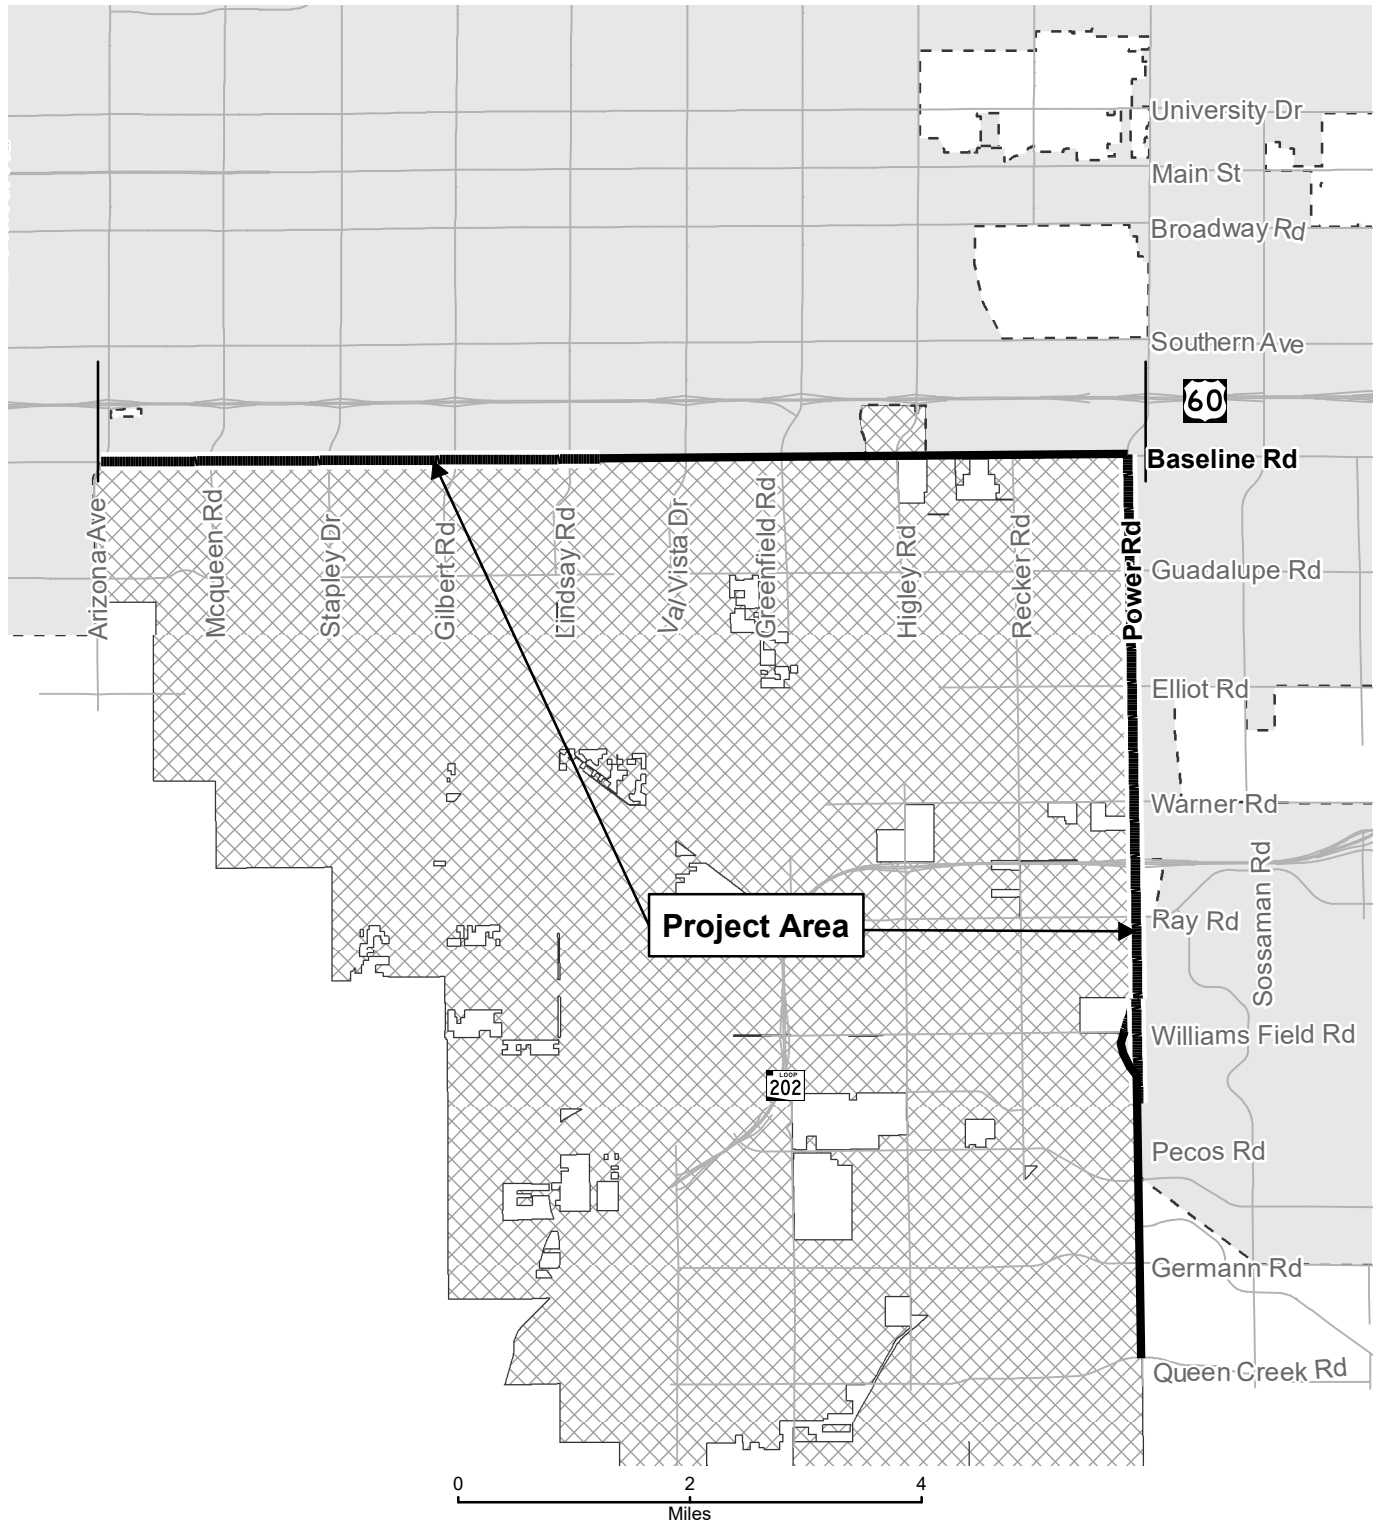 University Dr
Main St
Broadway Rd
Southern Ave
60
Baseline Rd
Arizona Ave
Mcqueen Rd
Stapley Dr
Gilbert Rd
Lindsay Rd
Val Vista Dr
Greenfield Rd
Higley Rd
Recker Rd
Power Rd
Guadalupe Rd
Elliot Rd
Warner Rd
Sossaman Rd
Project Area
Ray Rd
Williams Field Rd
LOOP
202
Pecos Rd
Germann Rd
Queen Creek Rd
0 2 4
Miles